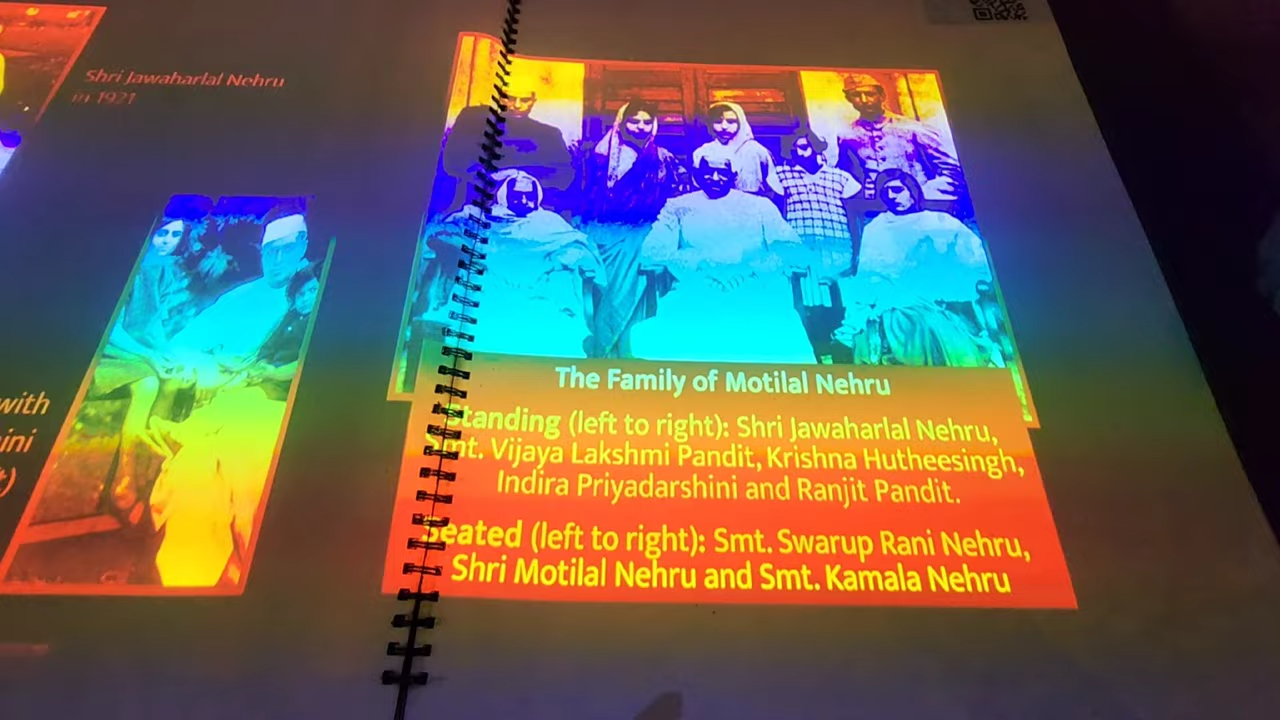 Shri Jawaharlal Nehru
in 1921
with
ini
t)
The Family of Motilal Nehru
Standing (left to right): Shri Jawaharlal Nehru,
Smt. Vijaya Lakshmi Pandit, Krishna Hutheesingh,
Indira Priyadarshini and Ranjit Pandit.
Seated (left to right): Smt. Swarup Rani Nehru,
Shri Motilal Nehru and Smt. Kamala Nehru